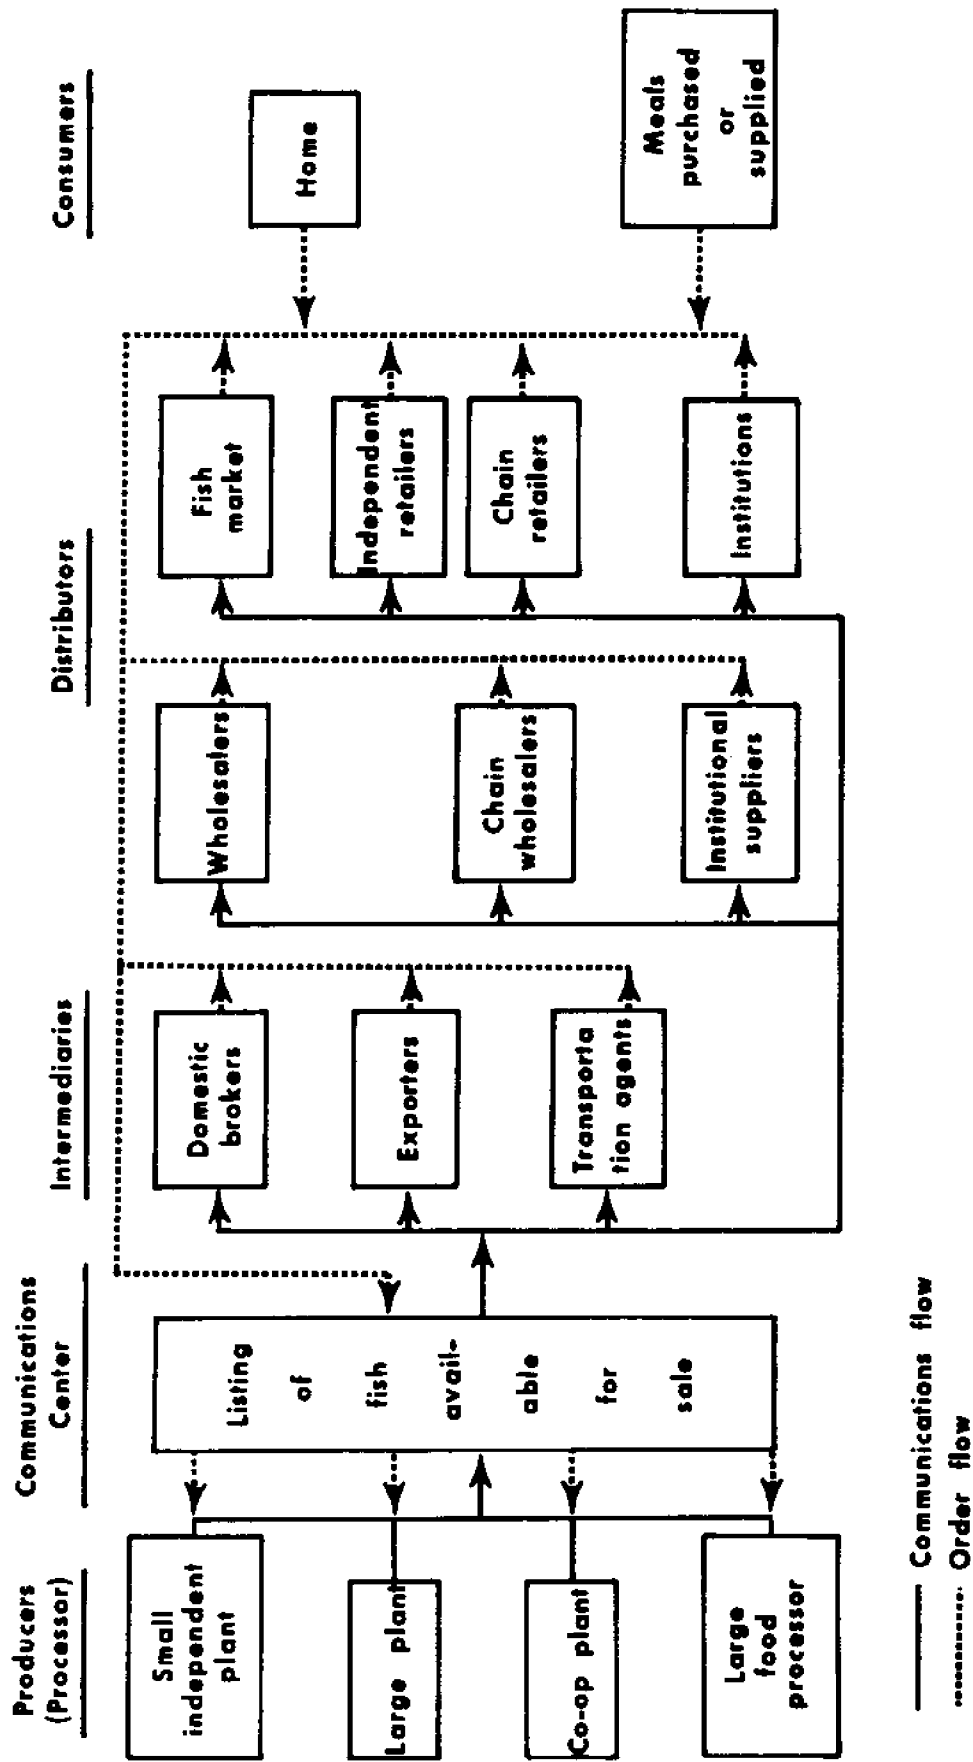 Producers
(Processor)
Communications
Center
Intermediaries
Distributors
Consumers
Small
independent
plant
Large plant
Co-op plant
Large
food
processor
Listing
of
fish
avail-
able
for
sale
Domestic
brokers
Exporters
Transporta
tion agents
Wholesalers
Chain
wholesalers
Institutional
suppliers
Fish
market
Independent
retailers
Chain
retailers
Institutions
Home
Meals
purchased
or
supplied
Communications flow
Order flow